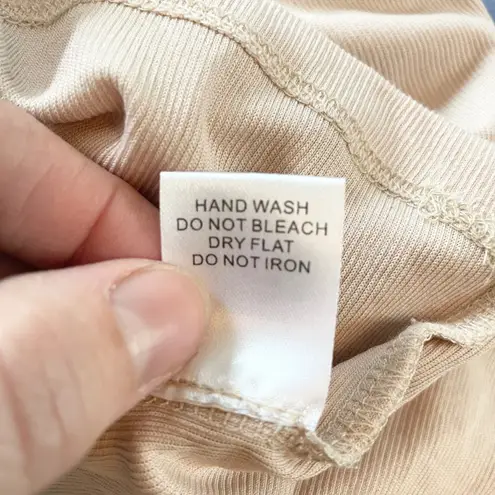 HAND WASH
DO NOT BLEACH
DRY FLAT
DO NOT IRON